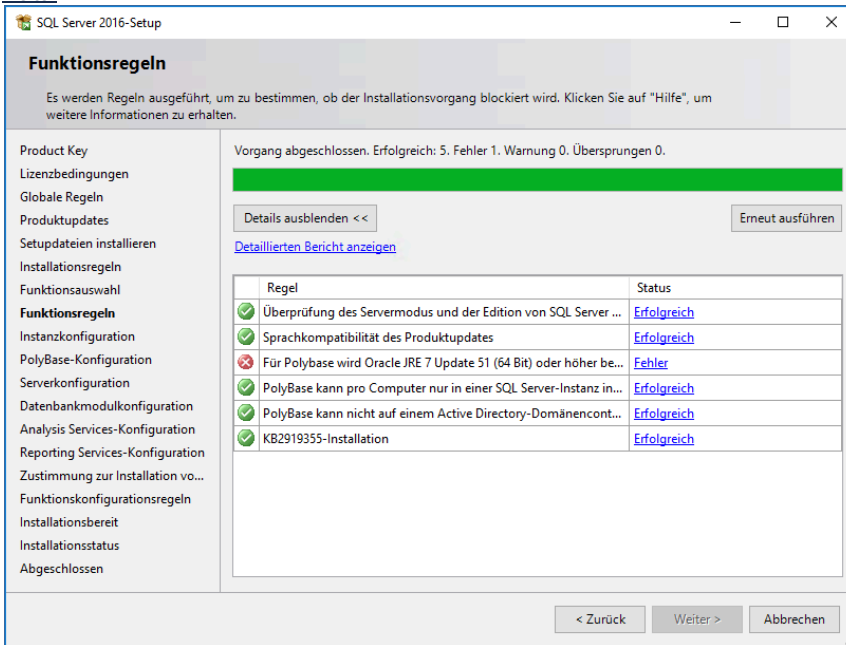 SQL Server 2016-Setup
Funktionsregeln
Es werden Regeln ausgeführt, um zu bestimmen, ob der Installationsvorgang blockiert wird. Klicken Sie auf "Hilfe", um
weitere Informationen zu erhalten.
Product Key
Lizenzbedingungen
Globale Regeln
Produktupdates
Setupdateien installieren
Installationsregeln
Funktionsauswahl
Funktionsregeln
Instanzkonfiguration
PolyBase-Konfiguration
Serverkonfiguration
Datenbankmodulkonfiguration
Analysis Services-Konfiguration
Reporting Services-Konfiguration
Zustimmung zur Installation vo...
Funktionskonfigurationsregeln
Installationsbereit
Installationsstatus
Abgeschlossen
Vorgang abgeschlossen. Erfolgreich: 5. Fehler 1. Warnung 0. Übersprungen 0.
Details ausblenden << Erneut ausführen
Detaillierten Bericht anzeigen
Regel Status
Überprüfung des Servermodus und der Edition von SQL Server ... Erfolgreich
Sprachkompatibilität des Produktupdates Erfolgreich
Für Polybase wird Oracle JRE 7 Update 51 (64 Bit) oder höher be... Fehler
PolyBase kann pro Computer nur in einer SQL Server-Instanz in... Erfolgreich
PolyBase kann nicht auf einem Active Directory-Domänencont... Erfolgreich
KB2919355-Installation Erfolgreich
< Zurück Weiter > Abbrechen